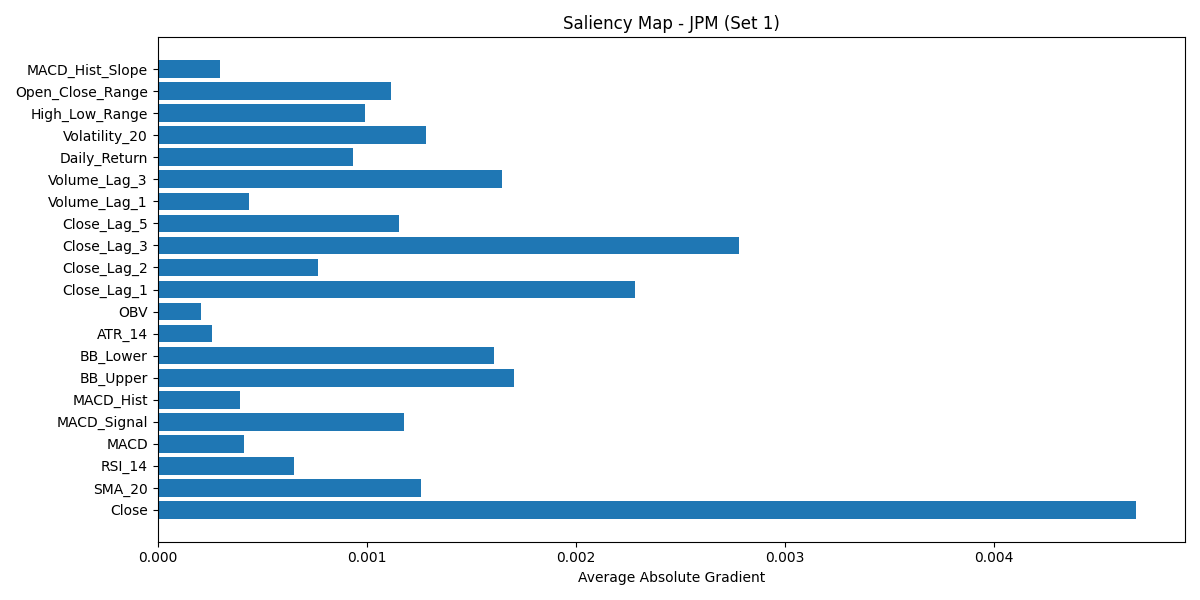 Saliency Map - JPM (Set 1)
MACD_Hist_Slope
Open_Close_Range
High_Low_Range
Volatility_20
Daily_Return
Volume_Lag_3
Volume_Lag_1
Close_Lag_5
Close_Lag_3
Close_Lag_2
Close_Lag_1
OBV
ATR_14
BB_Lower
BB_Upper
MACD_Hist
MACD_Signal
MACD
RSI_14
SMA_20
Close
0.000 0.001 0.002 0.003 0.004
Average Absolute Gradient